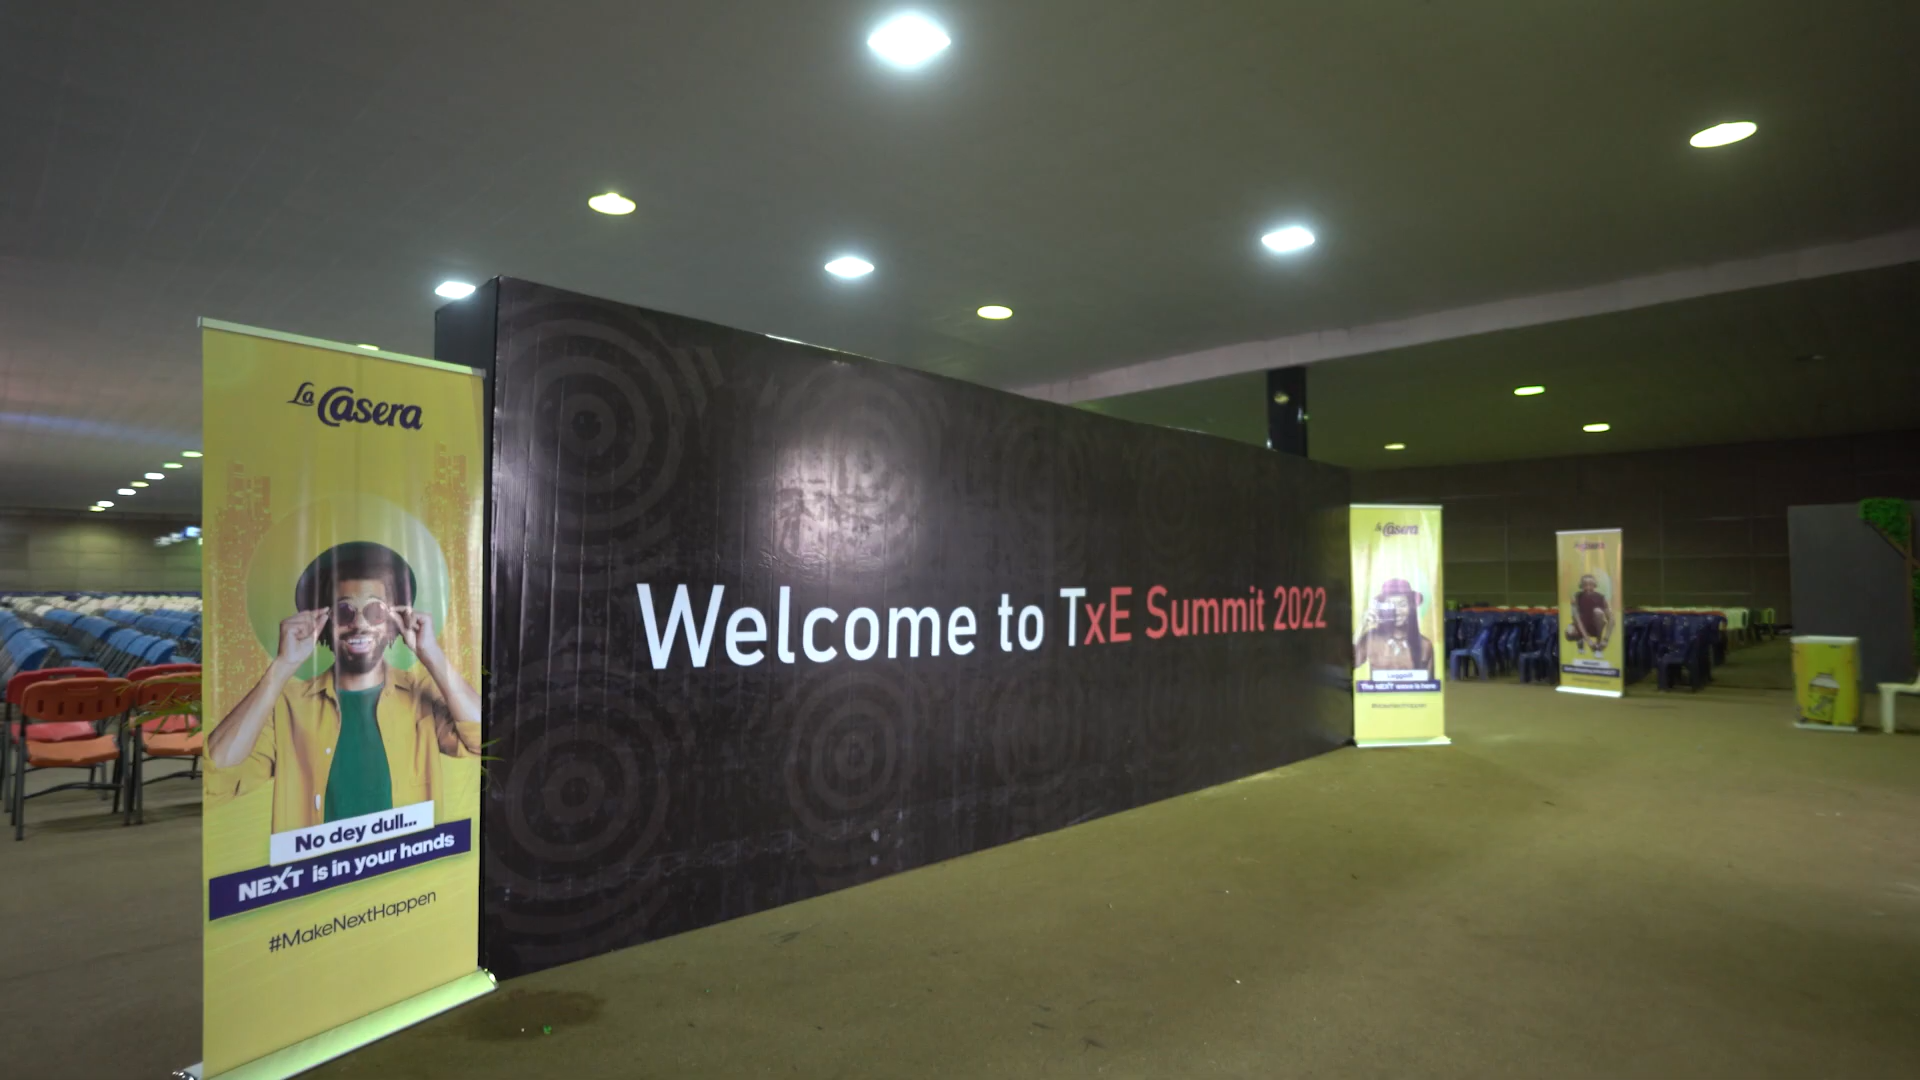 La Casera
No dey dull...
NEXT is in your hands
#MakeNextHappen
Welcome to TxE Summit 2022
La Casera
The NEXT wave is here
#MakeNextHappen